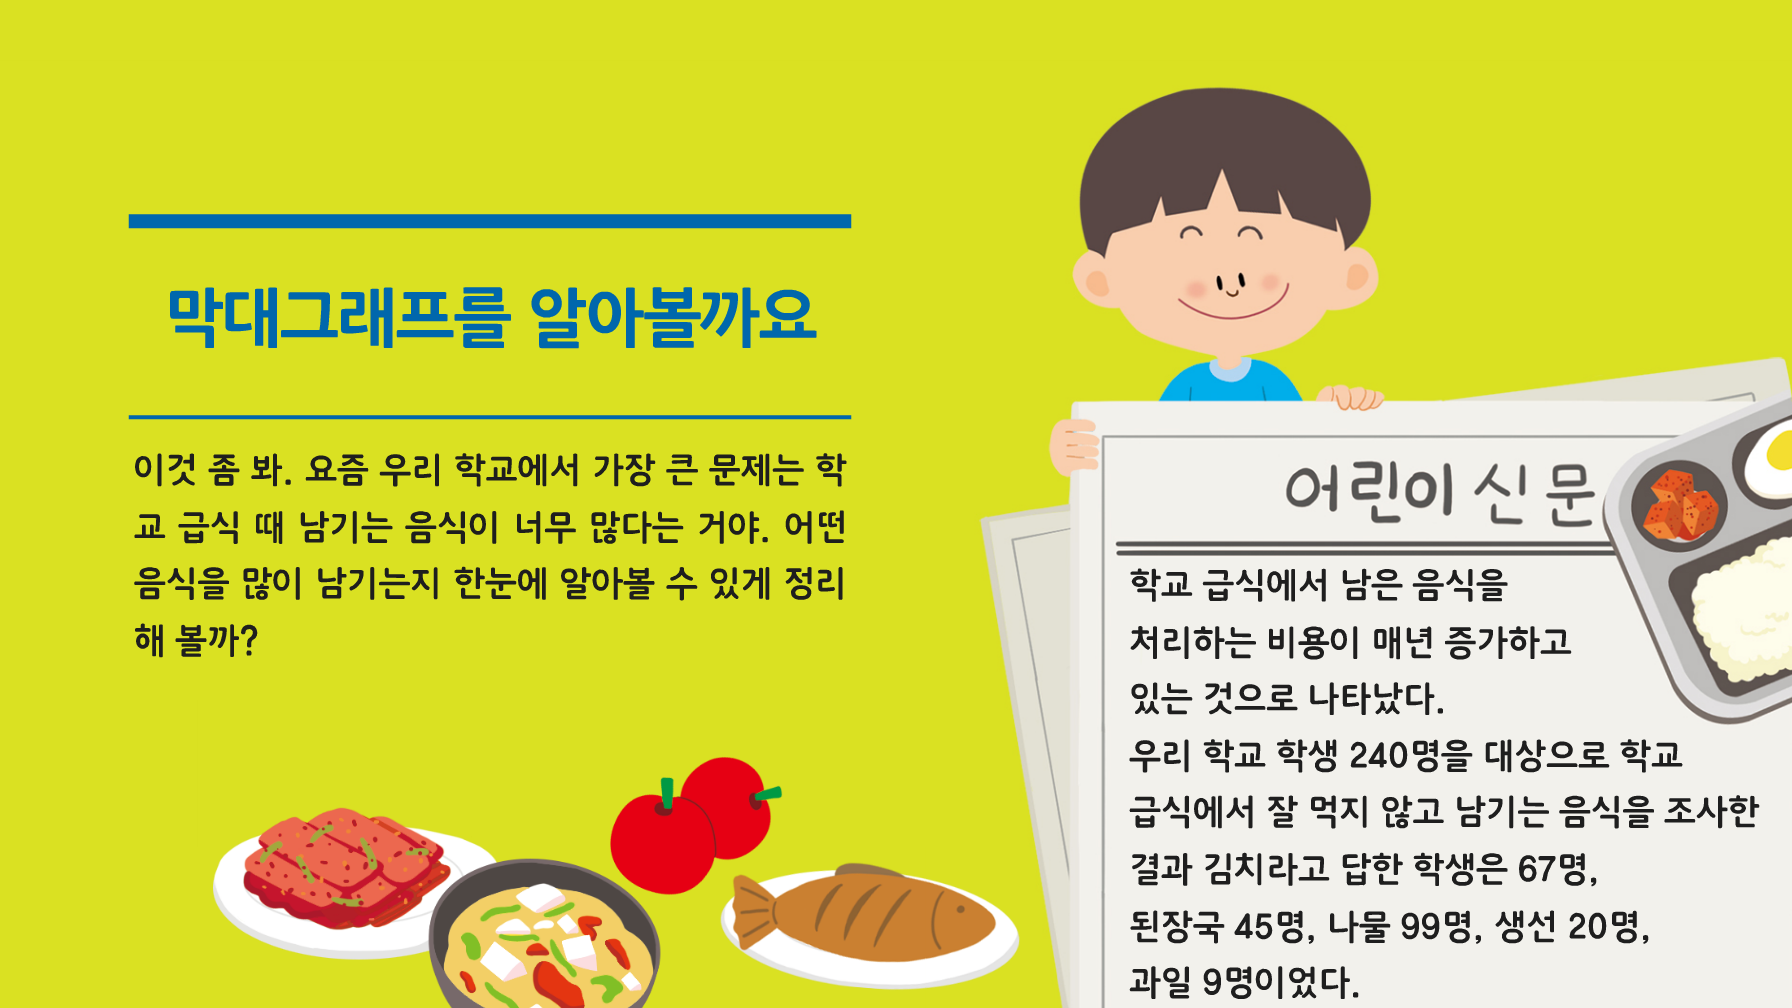 막대그래프를 알아볼까요
이것 좀 봐. 요즘 우리 학교에서 가장 큰 문제는 학
교 급식 때 남기는 음식이 너무 많다는 거야. 어떤
음식을 많이 남기는지 한눈에 알아볼 수 있게 정리
해 볼까?
어린이 신문
학교 급식에서 남은 음식을
처리하는 비용이 매년 증가하고
있는 것으로 나타났다.
우리 학교 학생 240명을 대상으로 학교
급식에서 잘 먹지 않고 남기는 음식을 조사한
결과 김치라고 답한 학생은 67명,
된장국 45명, 나물 99명, 생선 20명,
과일 9명이었다.